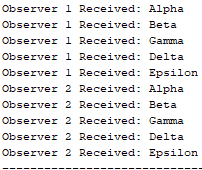 Observer 1 Received: Alpha
Observer 1 Received: Beta
Observer 1 Received: Gamma
Observer 1 Received: Delta
Observer 1 Received: Epsilon
Observer 2 Received: Alpha
Observer 2 Received: Beta
Observer 2 Received: Gamma
Observer 2 Received: Delta
Observer 2 Received: Epsilon
----------------------------